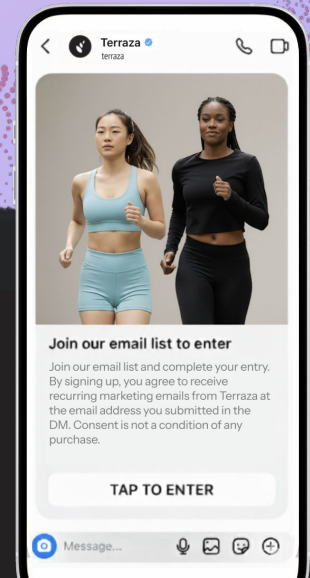 Terraza
terraza
Join our email list to enter
Join our email list and complete your entry.
By signing up, you agree to receive
recurring marketing emails from Terraza at
the email address you submitted in the
DM. Consent is not a condition of any
purchase.
TAP TO ENTER
Message...